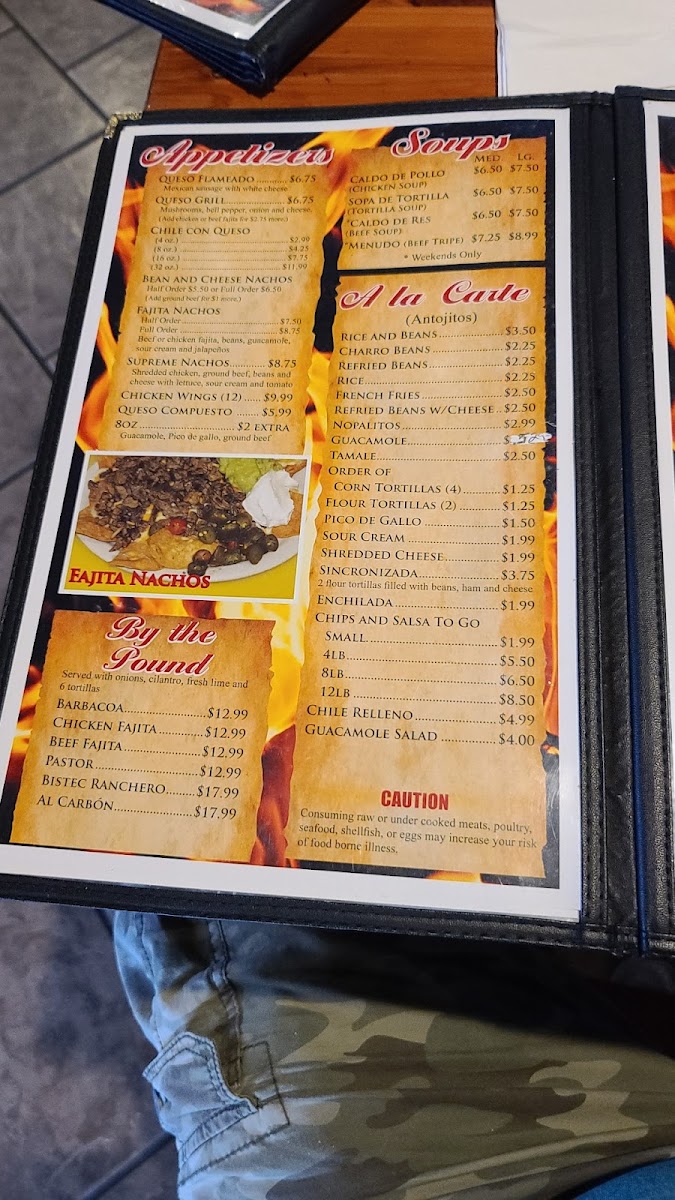 Appetizers
Queso Flameado ............ $6.75
Mexican sausage with white cheese
Queso Grill ............ $6.75
Mushrooms, bell pepper, onion and cheese.
(Add chicken or beef fajita for $2.75 more.)
Chile con Queso
(4 oz.) ............ $2.99
(8 oz.) ............ $4.25
(16 oz.) ............ $7.75
(32 oz.) ............ $11.99
Bean and Cheese Nachos
Half Order $5.50 or Full Order $6.50
(Add ground beef for $1 more.)
Fajita Nachos
Half Order ............ $7.50
Full Order ............ $8.75
Beef or chicken fajita, beans, guacamole,
sour cream and jalapeños
Supreme Nachos ............ $8.75
Shredded chicken, ground beef, beans and
cheese with lettuce, sour cream and tomato
Chicken Wings (12) ..... $9.99
Queso Compuesto ....... $5.99
8oz ............ $2 extra
Guacamole, Pico de gallo, ground beef
Fajita Nachos
By the
Pound
Served with onions, cilantro, fresh lime and
6 tortillas
Barbacoa ............ $12.99
Chicken Fajita ............ $12.99
Beef Fajita ............ $12.99
Pastor ............ $12.99
Bistec Ranchero ........ $17.99
Al Carbón ............ $17.99
Soups
Med. Lg.
Caldo de Pollo $6.50 $7.50
(Chicken Soup)
Sopa de Tortilla $6.50 $7.50
(Tortilla Soup)
*Caldo de Res $6.50 $7.50
(Beef Soup)
*Menudo (Beef Tripe) $7.25 $8.99
* Weekends Only
A la Carte
(Antojitos)
Rice and Beans ............ $3.50
Charro Beans ............ $2.25
Refried Beans ............ $2.25
Rice ............ $2.25
French Fries ............ $2.50
Refried Beans w/Cheese .. $2.50
Nopalitos ............ $2.99
Guacamole ............ $
Tamale ............ $2.50
Order of
Corn Tortillas (4) ............ $1.25
Flour Tortillas (2) ............ $1.25
Pico de Gallo ............ $1.50
Sour Cream ............ $1.99
Shredded Cheese ............ $1.99
Sincronizada ............ $3.75
2 flour tortillas filled with beans, ham and cheese
Enchilada ............ $1.99
Chips and Salsa To Go
Small ............ $1.99
4lb ............ $5.50
8lb ............ $6.50
12lb ............ $8.50
Chile Relleno ............ $4.99
Guacamole Salad ............ $4.00
CAUTION
Consuming raw or under cooked meats, poultry,
seafood, shellfish, or eggs may increase your risk
of food borne illness.